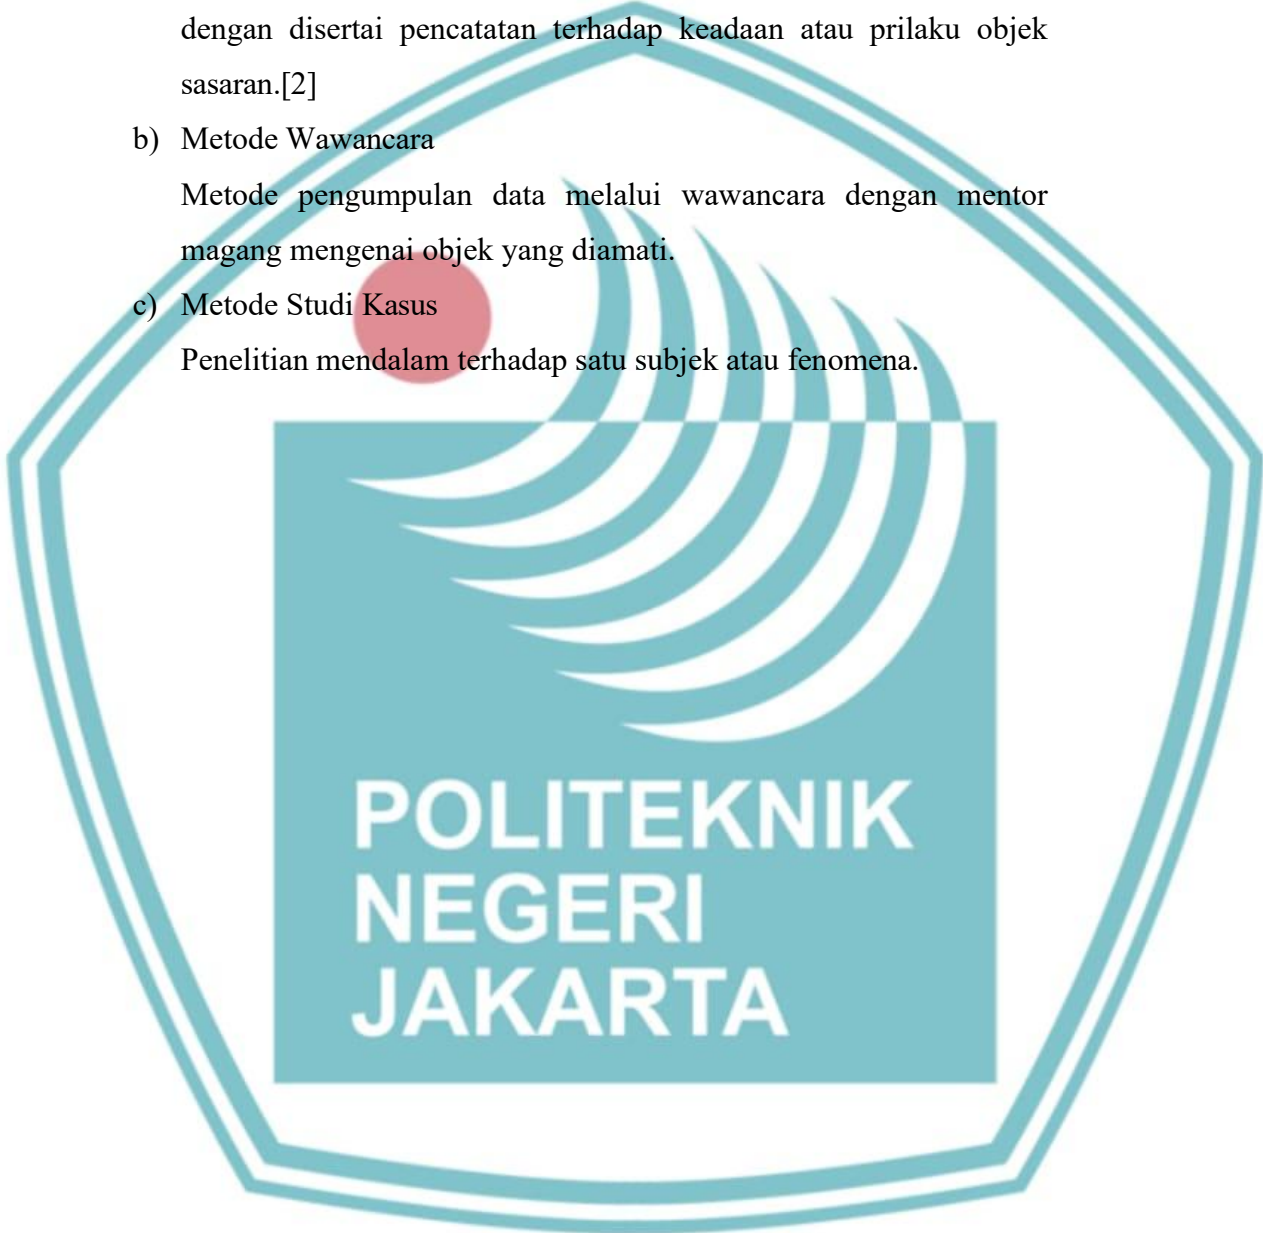 dengan disertai pencatatan terhadap keadaan atau prilaku objek
sasaran.[2]
b) Metode Wawancara
Metode pengumpulan data melalui wawancara dengan mentor
magang mengenai objek yang diamati.
c) Metode Studi Kasus
Penelitian mendalam terhadap satu subjek atau fenomena.
POLITEKNIK
NEGERI
JAKARTA